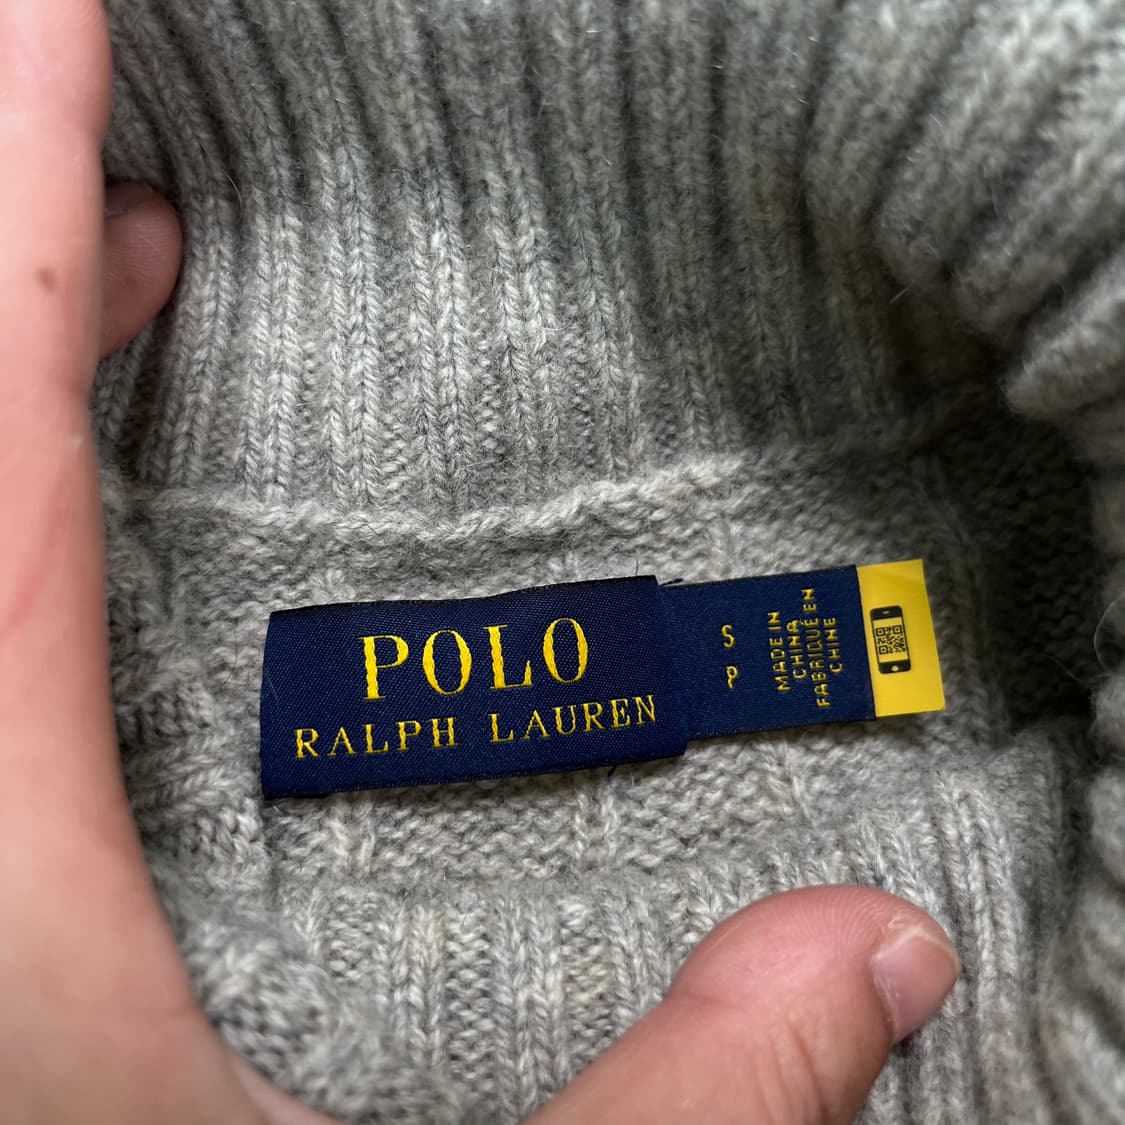 POLO
RALPH LAUREN
S
P
MADE IN
CHINA
FABRIQUÉ EN
CHINE